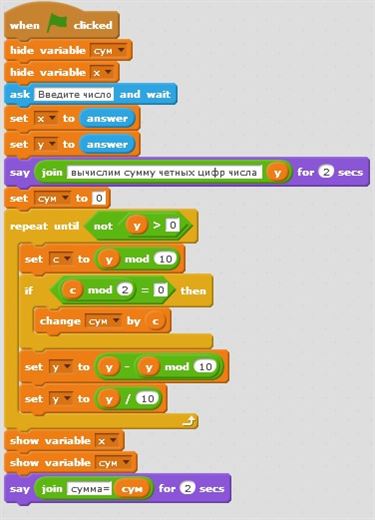 when clicked
hide variable сум
hide variable x
ask Введите число and wait
set x to answer
set y to answer
say join вычислим сумму четных цифр числа y for 2 secs
set сум to 0
repeat until not y > 0
set c to y mod 10
if c mod 2 = 0 then
change сум by c
set y to y - y mod 10
set y to y / 10
show variable x
show variable сум
say join сумма= сум for 2 secs